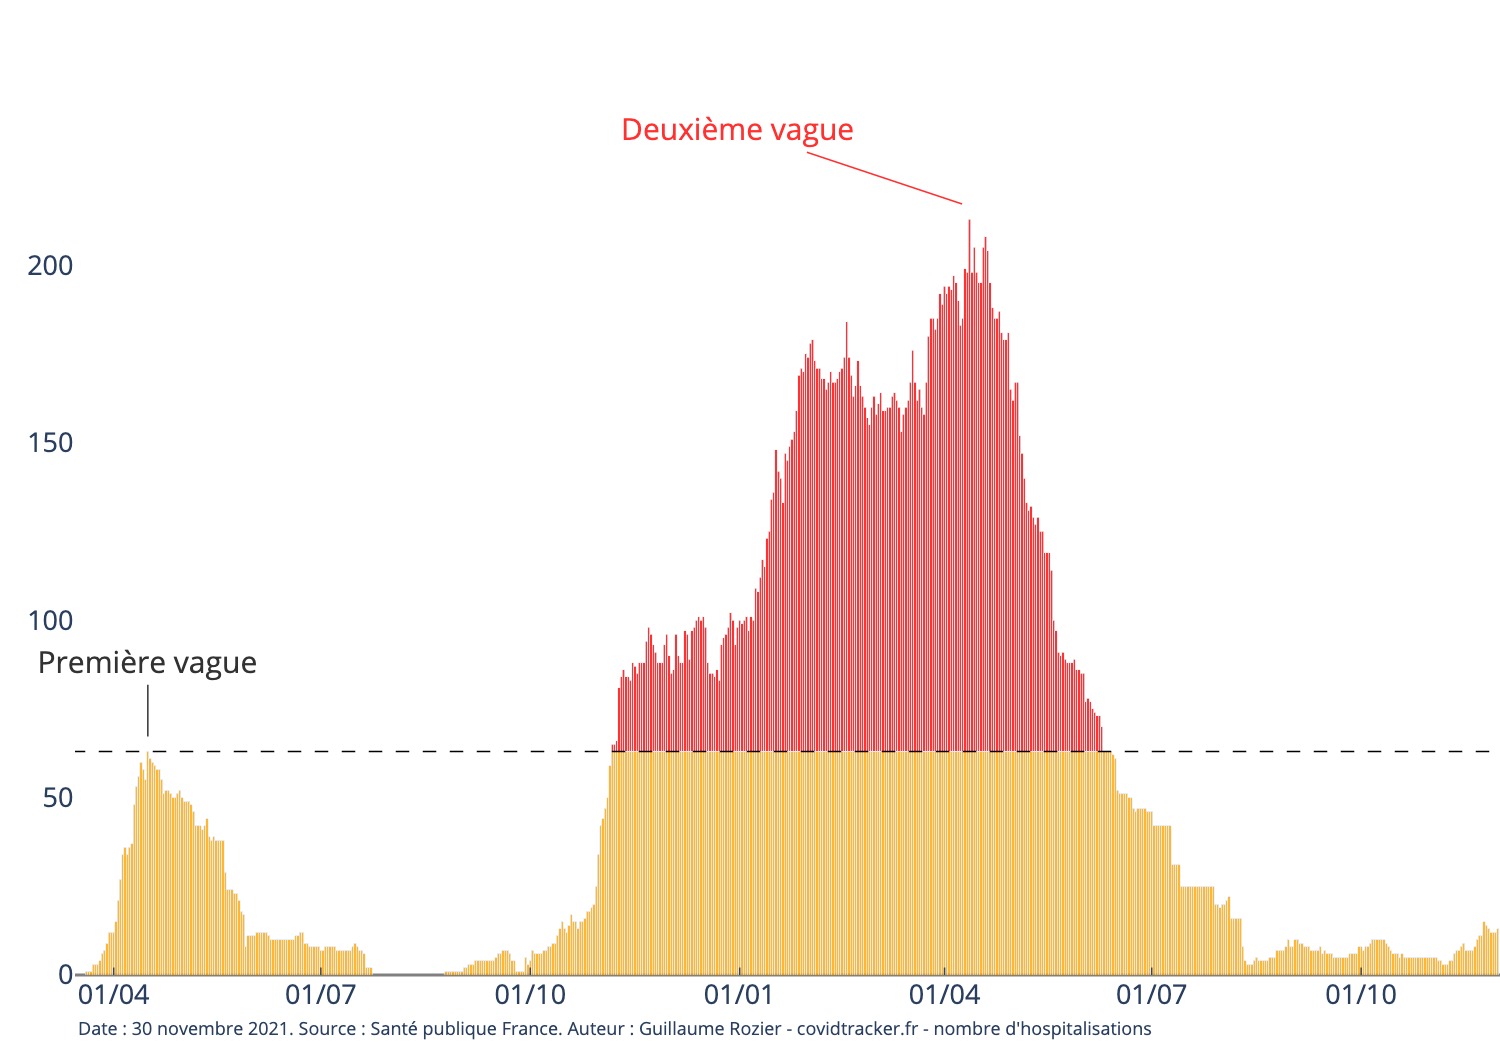 Deuxième vague
200
150
100
Première vague
50
0
01/04 01/07 01/10 01/01 01/04 01/07 01/10
Date : 30 novembre 2021. Source : Santé publique France. Auteur : Guillaume Rozier - covidtracker.fr - nombre d'hospitalisations